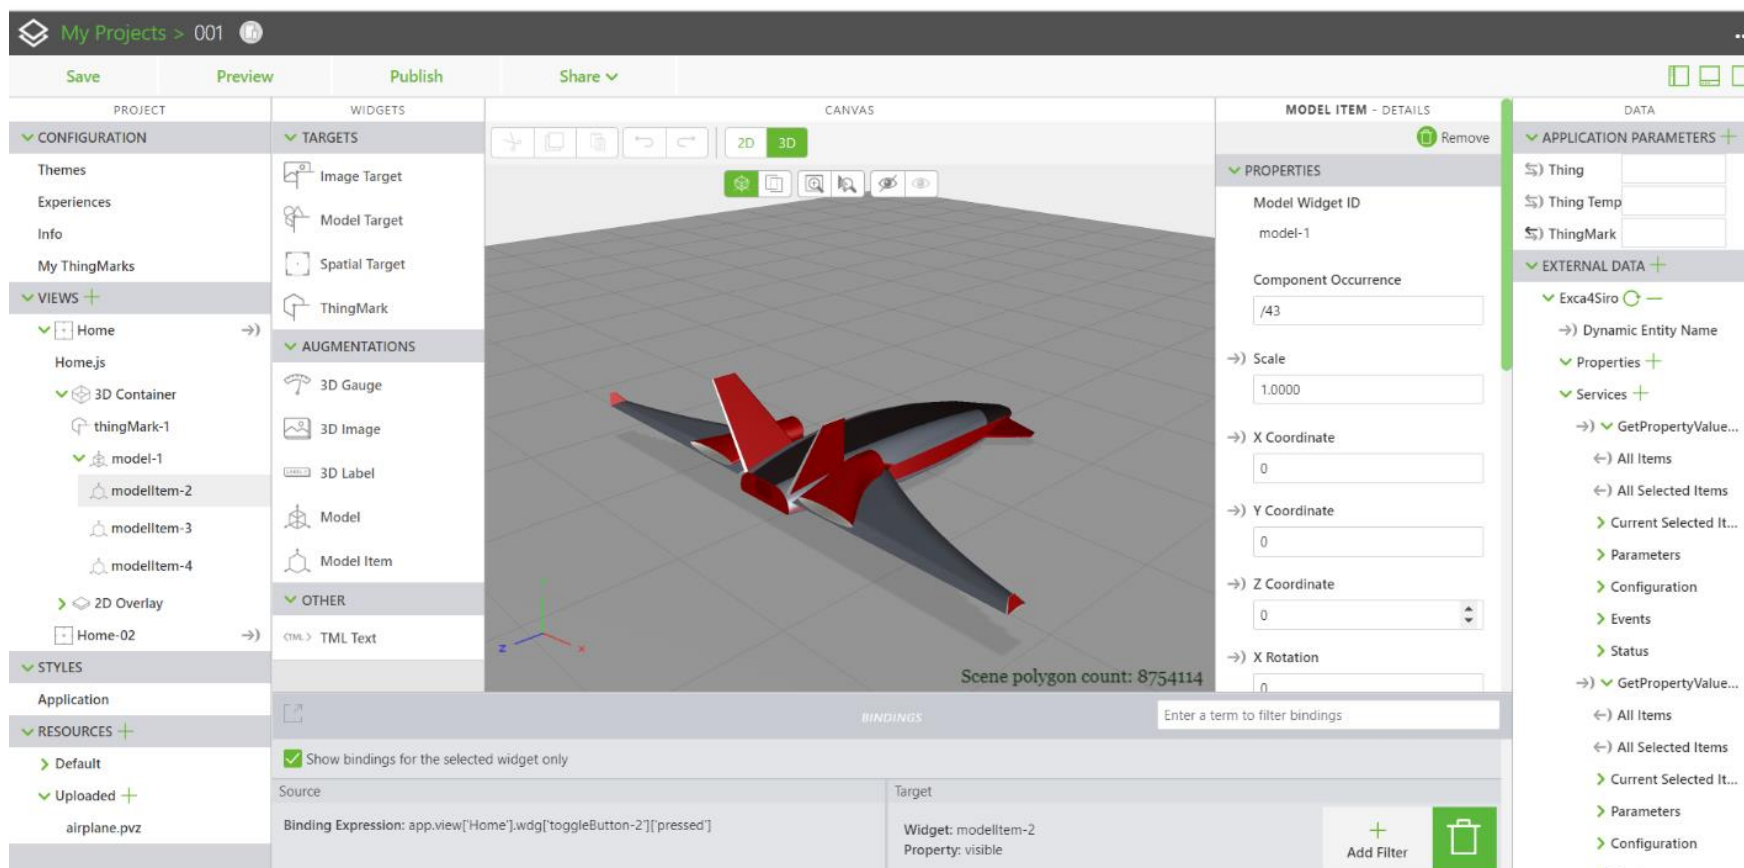 My Projects > 001
Save
Preview
Publish
Share
PROJECT
CONFIGURATION
Themes
Experiences
Info
My ThingMarks
VIEWS
Home
Home.js
3D Container
thingMark-1
model-1
modelItem-2
modelItem-3
modelItem-4
2D Overlay
Home-02
STYLES
Application
RESOURCES
Default
Uploaded
airplane.pvz
WIDGETS
TARGETS
Image Target
Model Target
Spatial Target
ThingMark
AUGMENTATIONS
3D Gauge
3D Image
3D Label
Model
Model Item
OTHER
TML Text
CANVAS
2D
3D
Z
X
Scene polygon count: 8754114
MODEL ITEM - DETAILS
Remove
PROPERTIES
Model Widget ID
model-1
Component Occurrence
/43
Scale
1.0000
X Coordinate
0
Y Coordinate
0
Z Coordinate
0
X Rotation
0
BINDINGS
Enter a term to filter bindings
Show bindings for the selected widget only
Source
Target
Binding Expression: app.view['Home'].wdg['toggleButton-2']['pressed']
Widget: modelItem-2
Property: visible
Add Filter
DATA
APPLICATION PARAMETERS
Thing
Thing Temp
ThingMark
EXTERNAL DATA
Exca4Siro
Dynamic Entity Name
Properties
Services
GetPropertyValue...
All Items
All Selected Items
Current Selected It...
Parameters
Configuration
Events
Status
GetPropertyValue...
All Items
All Selected Items
Current Selected It...
Parameters
Configuration